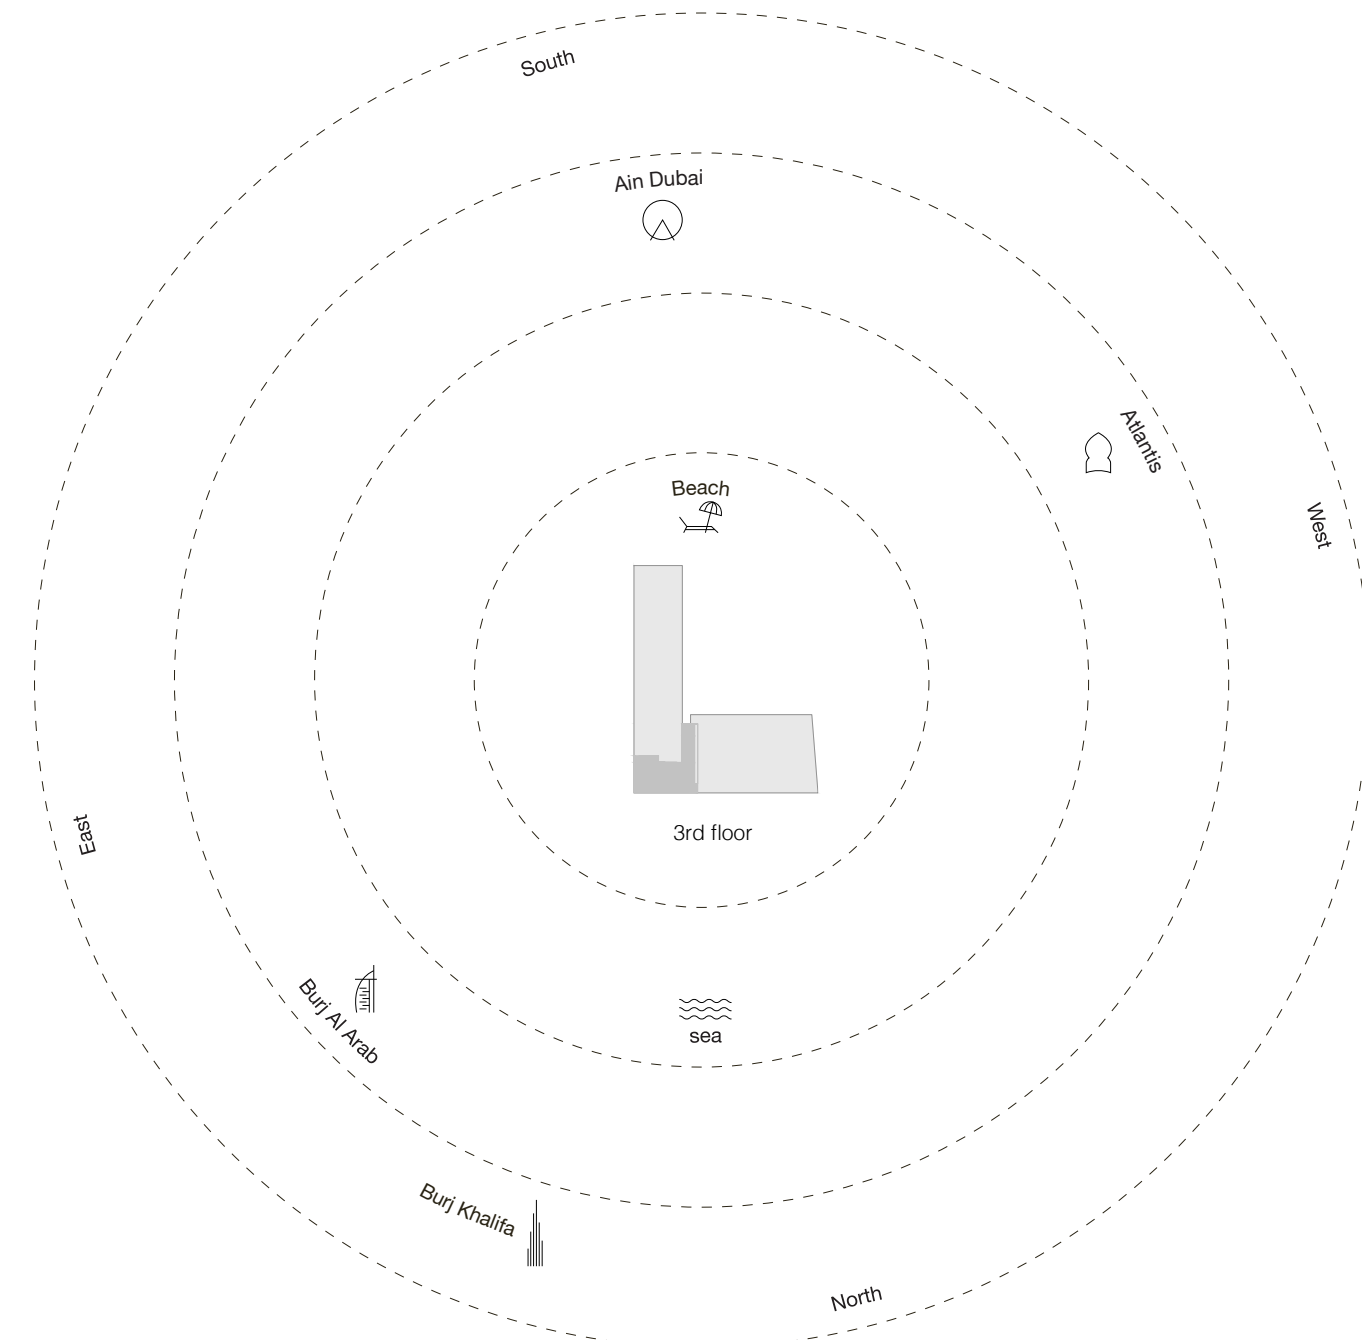 South
Ain Dubai
Atlantis
Beach
West
East
3rd floor
Burj Al Arab
sea
Burj Khalifa
North